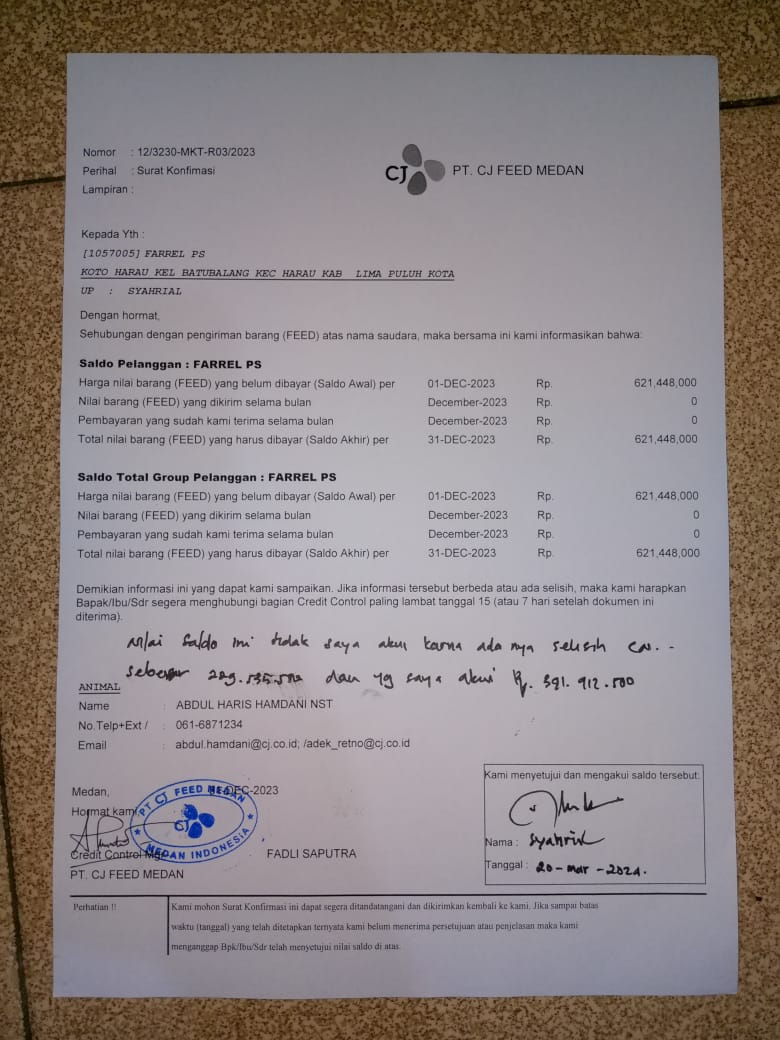 Nomor : 12/3230-MKT-R03/2023
Perihal : Surat Konfimasi
Lampiran :
CJ PT. CJ FEED MEDAN
Kepada Yth :
[1057005] FARREL PS
KOTO HARAU KEL BATUBALANG KEC HARAU KAB LIMA PULUH KOTA
UP : SYAHRIAL
Dengan hormat,
Sehubungan dengan pengiriman barang (FEED) atas nama saudara, maka bersama ini kami informasikan bahwa:
Saldo Pelanggan : FARREL PS
Harga nilai barang (FEED) yang belum dibayar (Saldo Awal) per 01-DEC-2023 Rp. 621,448,000
Nilai barang (FEED) yang dikirim selama bulan December-2023 Rp. 0
Pembayaran yang sudah kami terima selama bulan December-2023 Rp. 0
Total nilai barang (FEED) yang harus dibayar (Saldo Akhir) per 31-DEC-2023 Rp. 621,448,000
Saldo Total Group Pelanggan : FARREL PS
Harga nilai barang (FEED) yang belum dibayar (Saldo Awal) per 01-DEC-2023 Rp. 621,448,000
Nilai barang (FEED) yang dikirim selama bulan December-2023 Rp. 0
Pembayaran yang sudah kami terima selama bulan December-2023 Rp. 0
Total nilai barang (FEED) yang harus dibayar (Saldo Akhir) per 31-DEC-2023 Rp. 621,448,000
Demikian informasi ini yang dapat kami sampaikan. Jika informasi tersebut berbeda atau ada selisih, maka kami harapkan
Bapak/Ibu/Sdr segera menghubungi bagian Credit Control paling lambat tanggal 15 (atau 7 hari setelah dokumen ini
diterima).
Nilai saldo ini tidak saya akui karna ada nya selisih
sebesar dan yg saya akui Rp. 391.912.500
ANIMAL
Name : ABDUL HARIS HAMDANI NST
No.Telp+Ext / : 061-6871234
Email : abdul.hamdani@cj.co.id; /adek_retno@cj.co.id
Medan, DEC-2023
Hormat kami,
PT CJ FEED MEDAN
CJ
MEDAN INDONESIA
Credit Control Mgr FADLI SAPUTRA
PT. CJ FEED MEDAN
Kami menyetujui dan mengakui saldo tersebut:
Nama : Syahrial
Tanggal : 20-mar-2024.
Perhatian !! Kami mohon Surat Konfirmasi ini dapat segera ditandatangani dan dikirimkan kembali ke kami. Jika sampai batas
waktu (tanggal) yang telah ditetapkan ternyata kami belum menerima persetujuan atau penjelasan maka kami
menganggap Bpk/Ibu/Sdr telah menyetujui nilai saldo di atas.